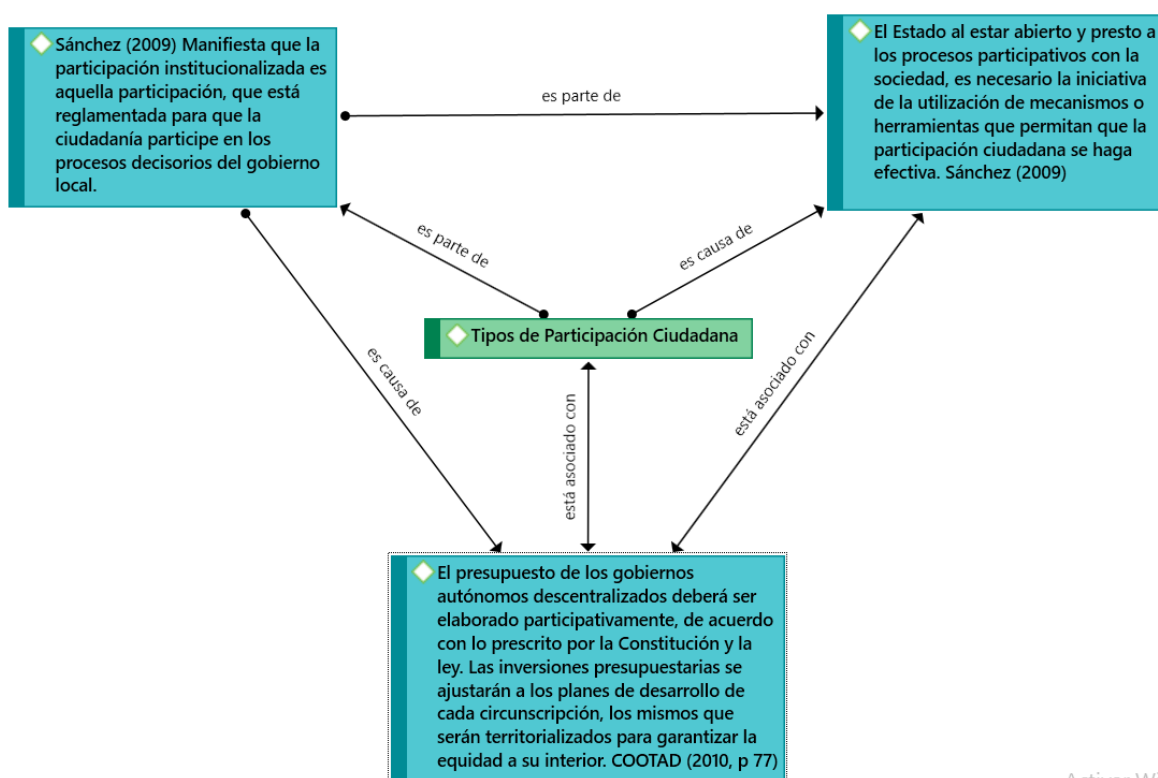 Sánchez (2009) Manifiesta que la
participación institucionalizada es
aquella participación, que está
reglamentada para que la
ciudadanía participe en los
procesos decisorios del gobierno
local.
es parte de
El Estado al estar abierto y presto a
los procesos participativos con la
sociedad, es necesario la iniciativa
de la utilización de mecanismos o
herramientas que permitan que la
participación ciudadana se haga
efectiva. Sánchez (2009)
es parte de
es causa de
Tipos de Participación Ciudadana
es causa de
está asociado con
está asociado con
El presupuesto de los gobiernos
autónomos descentralizados deberá ser
elaborado participativamente, de acuerdo
con lo prescrito por la Constitución y la
ley. Las inversiones presupuestarias se
ajustarán a los planes de desarrollo de
cada circunscripción, los mismos que
serán territorializados para garantizar la
equidad a su interior. COOTAD (2010, p 77)